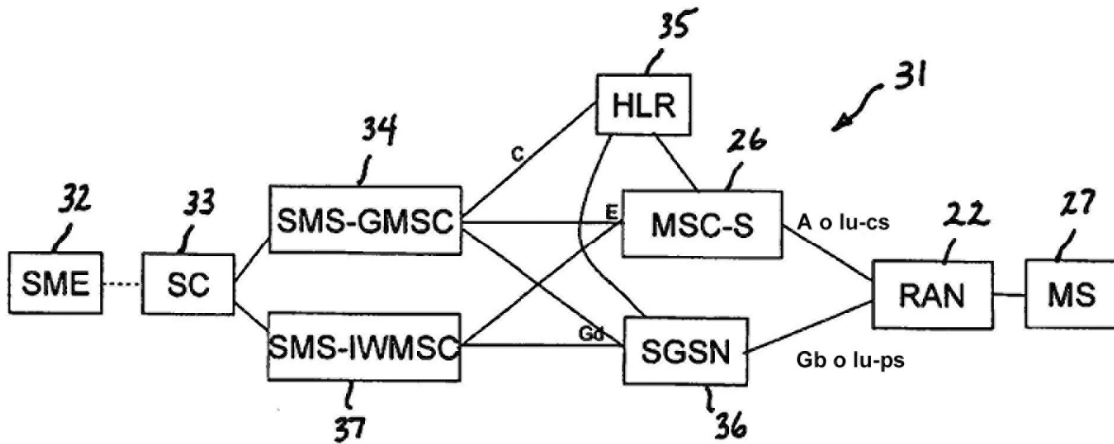 35
31
HLR
34
C
26
32
33
SMS-GMSC
E
MSC-S
A o Iu-cs
22
27
SME
SC
RAN
MS
SMS-IWMSC
Gd
SGSN
Gb o Iu-ps
37
36